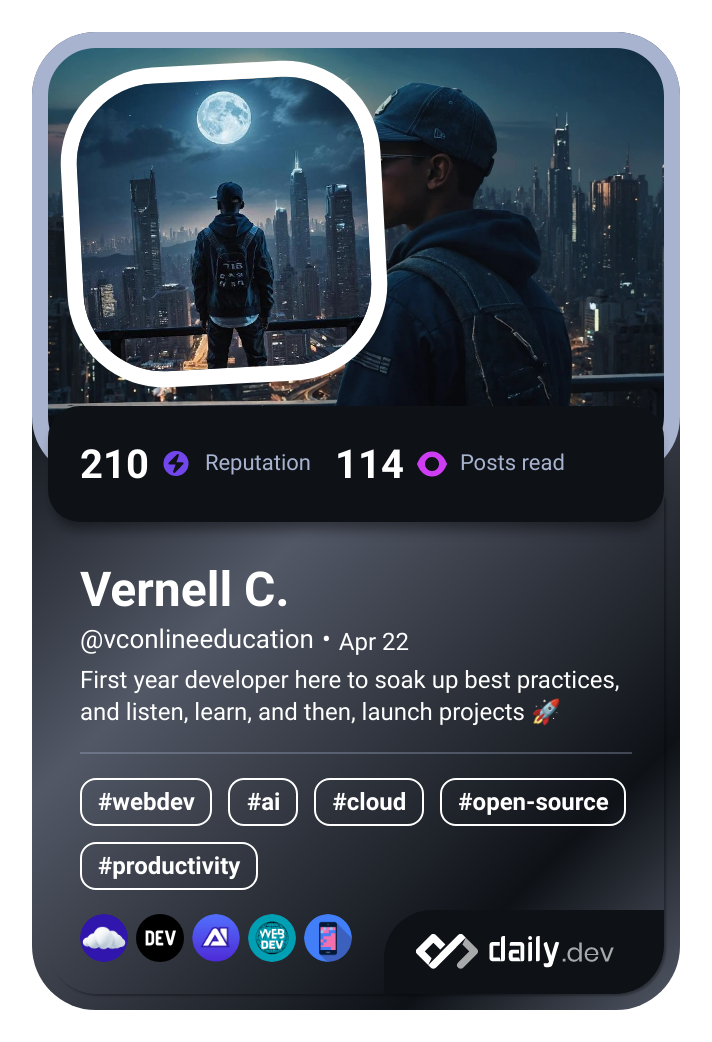 210 Reputation 114 Posts read
Vernell C.
@vconlineeducation • Apr 22
First year developer here to soak up best practices,
and listen, learn, and then, launch projects 🚀
#webdev #ai #cloud #open-source
#productivity
DEV WEB DEV
daily.dev